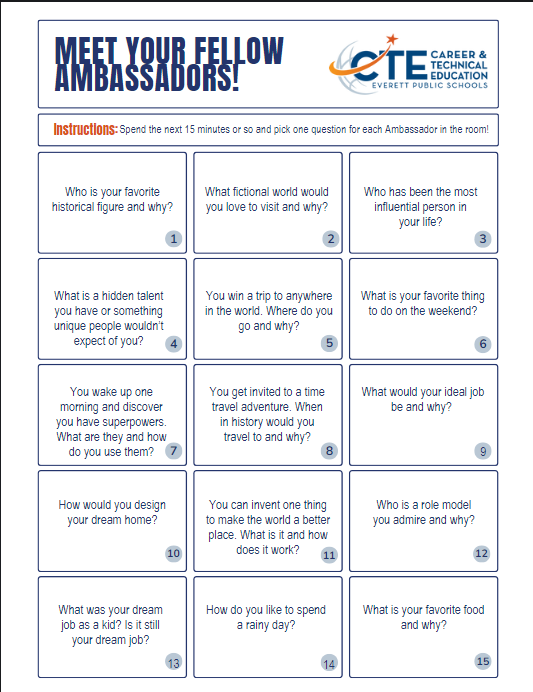 MEET YOUR FELLOW
AMBASSADORS!
CTE
CAREER &
TECHNICAL
EDUCATION
EVERETT PUBLIC SCHOOLS
Instructions: Spend the next 15 minutes or so and pick one question for each Ambassador in the room!
Who is your favorite
historical figure and why?
1
What fictional world would
you love to visit and why?
2
Who has been the most
influential person in
your life?
3
What is a hidden talent
you have or something
unique people wouldn't
expect of you?
4
You win a trip to anywhere
in the world. Where do you
go and why?
5
What is your favorite thing
to do on the weekend?
6
You wake up one
morning and discover
you have superpowers.
What are they and how
do you use them?
7
You get invited to a time
travel adventure. When
in history would you
travel to and why?
8
What would your ideal job
be and why?
9
How would you design
your dream home?
10
You can invent one thing
to make the world a better
place. What is it and how
does it work?
11
Who is a role model
you admire and why?
12
What was your dream
job as a kid? Is it still
your dream job?
13
How do you like to spend
a rainy day?
14
What is your favorite food
and why?
15